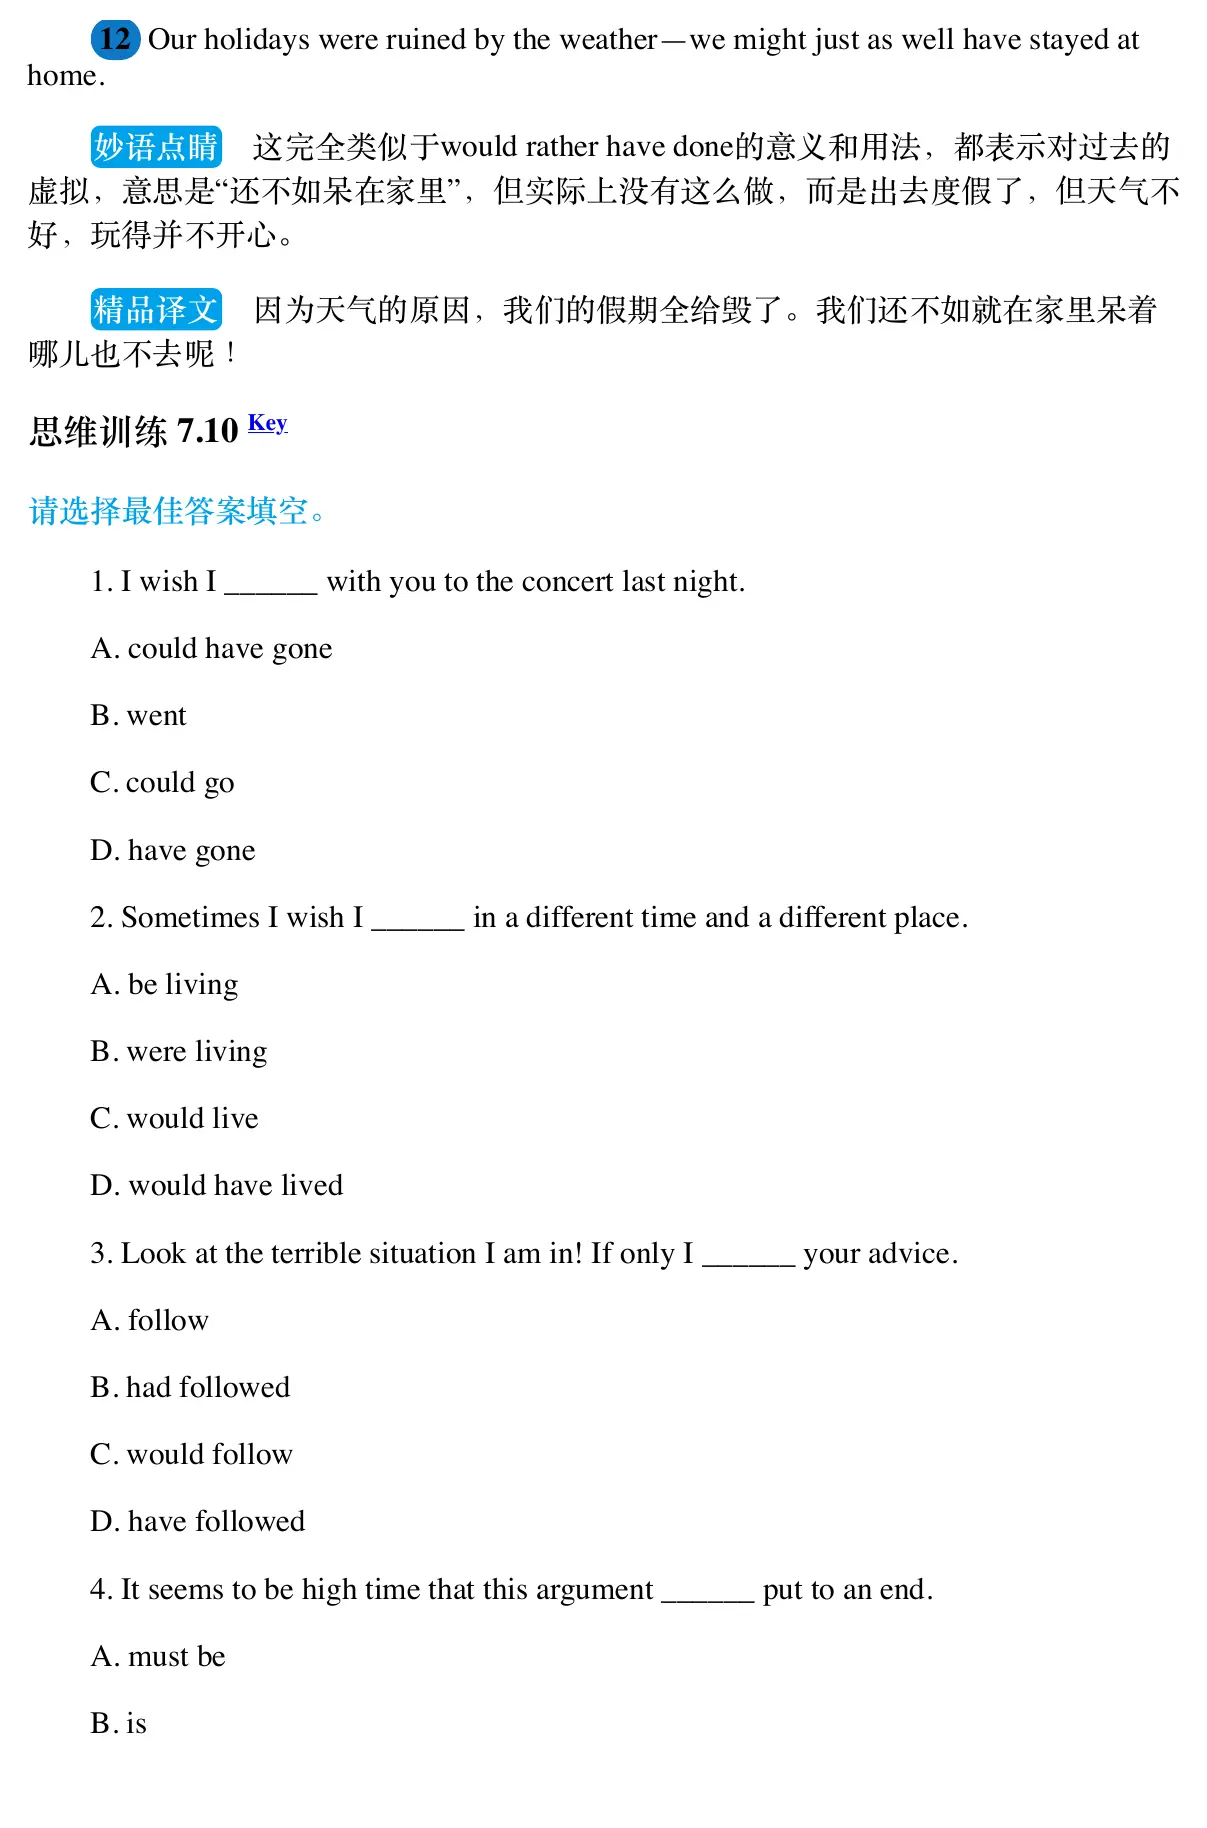 12 Our holidays were ruined by the weather—we might just as well have stayed at
home.
妙语点睛 这完全类似于would rather have done的意义和用法，都表示对过去的
虚拟，意思是“还不如呆在家里”，但实际上没有这么做，而是出去度假了，但天气不
好，玩得并不开心。
精品译文 因为天气的原因，我们的假期全给毁了。我们还不如就在家里呆着
哪儿也不去呢！
思维训练 7.10 Key
请选择最佳答案填空。
1. I wish I ______ with you to the concert last night.
A. could have gone
B. went
C. could go
D. have gone
2. Sometimes I wish I ______ in a different time and a different place.
A. be living
B. were living
C. would live
D. would have lived
3. Look at the terrible situation I am in! If only I ______ your advice.
A. follow
B. had followed
C. would follow
D. have followed
4. It seems to be high time that this argument ______ put to an end.
A. must be
B. is